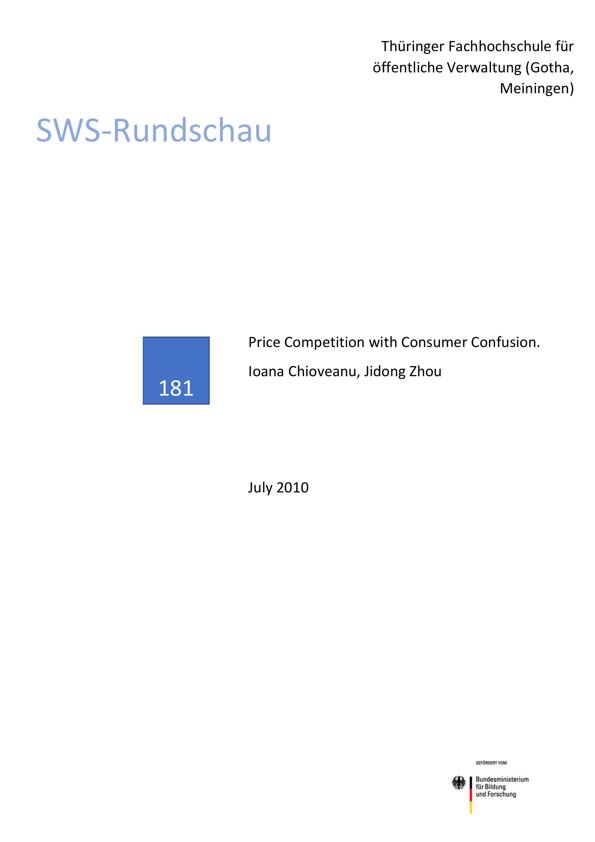 Thüringer Fachhochschule für
öffentliche Verwaltung (Gotha,
Meiningen)
SWS-Rundschau
181
Price Competition with Consumer Confusion.
Ioana Chioveanu, Jidong Zhou
July 2010
GEFÖRDERT VOM
Bundesministerium
für Bildung
und Forschung